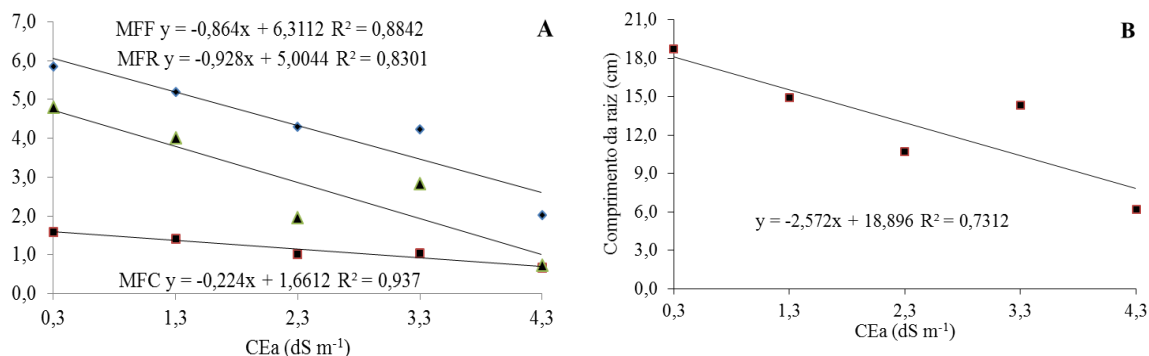 A
MFF y = -0,864x + 6,3112 R² = 0,8842
MFR y = -0,928x + 5,0044 R² = 0,8301
MFC y = -0,224x + 1,6612 R² = 0,937
7,0
6,0
5,0
4,0
3,0
2,0
1,0
0,0
0,3 1,3 2,3 3,3 4,3
CEa (dS m⁻¹)
B
Comprimento da raiz (cm)
21,0
18,0
15,0
12,0
9,0
6,0
3,0
0,0
y = -2,572x + 18,896 R² = 0,7312
0,3 1,3 2,3 3,3 4,3
CEa (dS m⁻¹)